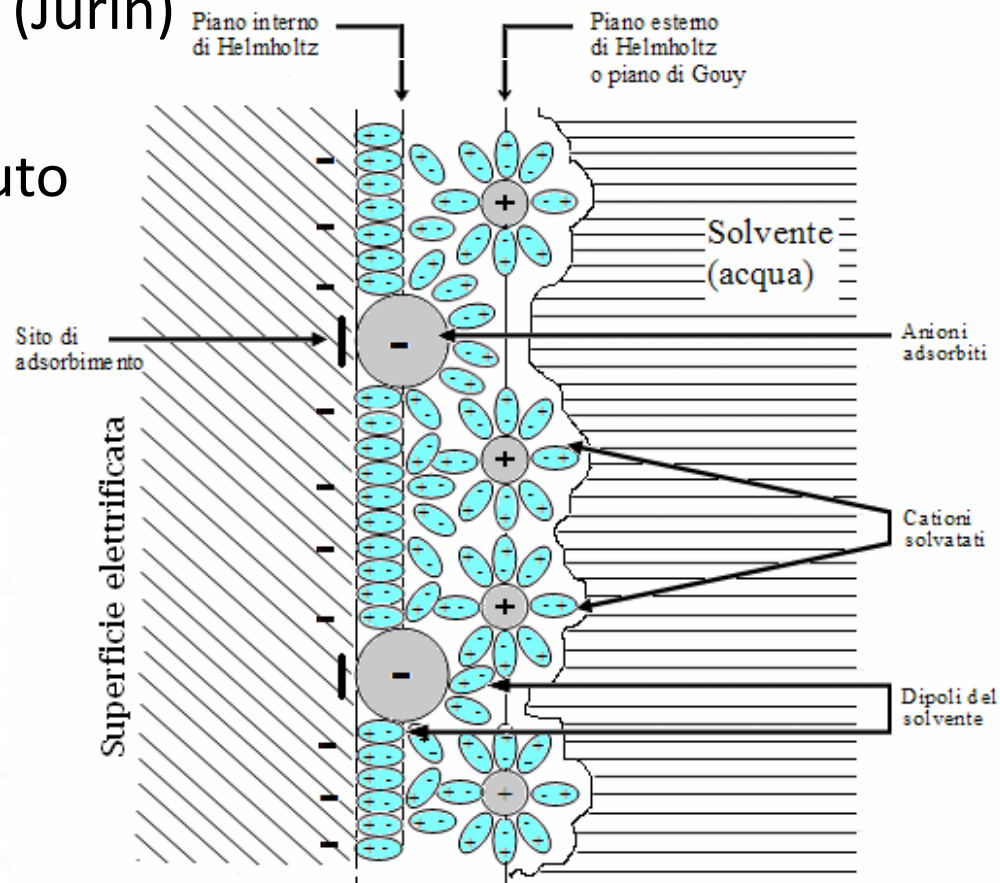 (Jurin)
uto
Piano interno
di Helmholtz
Piano esterno
di Helmholtz
o piano di Gouy
Solvente
(acqua)
Sito di
adsorbimento
Anioni
adsorbiti
Superficie elettrificata
Cationi
solvatati
Dipoli del
solvente